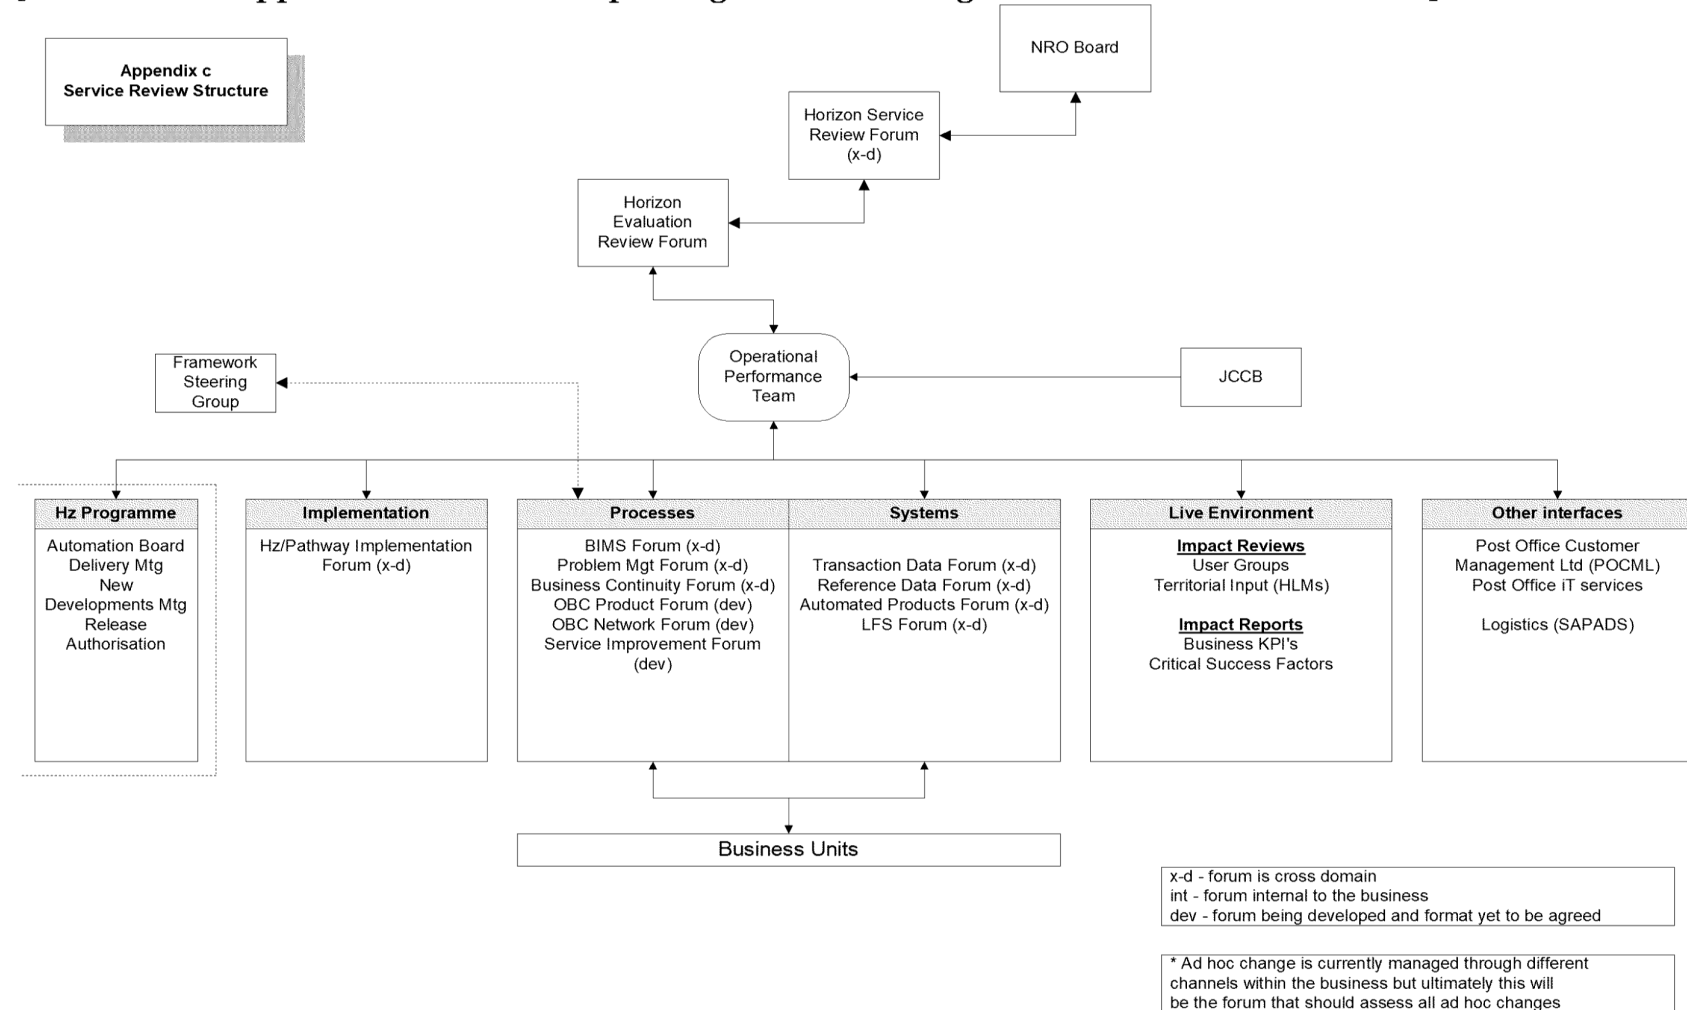 NRO Board
Appendix c
Service Review Structure
Horizon Service
Review Forum
(x-d)
Horizon
Evaluation
Review Forum
Framework
Steering
Group
Operational
Performance
Team
JCCB
Hz Programme
Automation Board
Delivery Mtg
New
Developments Mtg
Release
Authorisation
Implementation
Hz/Pathway Implementation
Forum (x-d)
Processes
BIMS Forum (x-d)
Problem Mgt Forum (x-d)
Business Continuity Forum (x-d)
OBC Product Forum (dev)
OBC Network Forum (dev)
Service Improvement Forum
(dev)
Systems
Transaction Data Forum (x-d)
Reference Data Forum (x-d)
Automated Products Forum (x-d)
LFS Forum (x-d)
Live Environment
Impact Reviews
User Groups
Territorial Input (HLMs)
Impact Reports
Business KPI's
Critical Success Factors
Other interfaces
Post Office Customer
Management Ltd (POCML)
Post Office iT services
Logistics (SAPADS)
Business Units
x-d - forum is cross domain
int - forum internal to the business
dev - forum being developed and format yet to be agreed
* Ad hoc change is currently managed through different
channels within the business but ultimately this will
be the forum that should assess all ad hoc changes